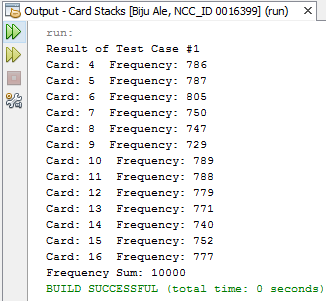 Output - Card Stacks [Biju Ale, NCC_ID 0016399] (run)
run:
Result of Test Case #1
Card: 4  Frequency: 786
Card: 5  Frequency: 787
Card: 6  Frequency: 805
Card: 7  Frequency: 750
Card: 8  Frequency: 747
Card: 9  Frequency: 729
Card: 10  Frequency: 789
Card: 11  Frequency: 788
Card: 12  Frequency: 779
Card: 13  Frequency: 771
Card: 14  Frequency: 740
Card: 15  Frequency: 752
Card: 16  Frequency: 777
Frequency Sum: 10000
BUILD SUCCESSFUL (total time: 0 seconds)